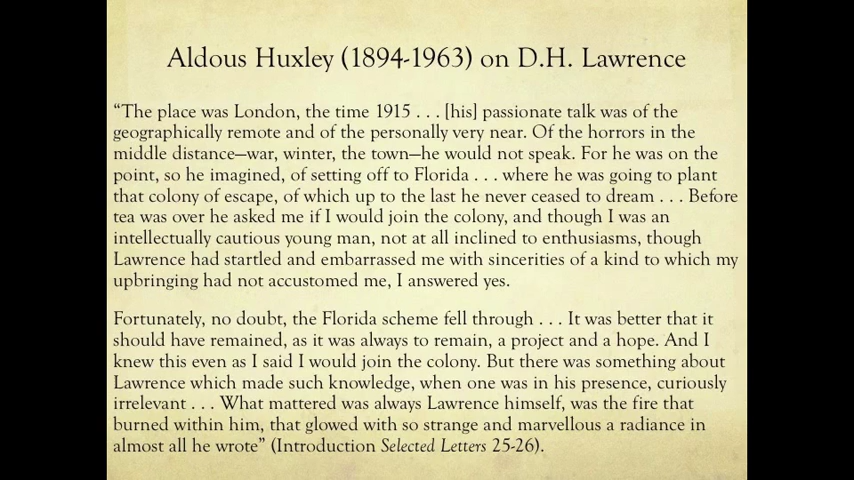 Aldous Huxley (1894-1963) on D.H. Lawrence
“The place was London, the time 1915 . . . [his] passionate talk was of the
geographically remote and of the personally very near. Of the horrors in the
middle distance—war, winter, the town—he would not speak. For he was on the
point, so he imagined, of setting off to Florida . . . where he was going to plant
that colony of escape, of which up to the last he never ceased to dream . . . Before
tea was over he asked me if I would join the colony, and though I was an
intellectually cautious young man, not at all inclined to enthusiasms, though
Lawrence had startled and embarrassed me with sincerities of a kind to which my
upbringing had not accustomed me, I answered yes.
Fortunately, no doubt, the Florida scheme fell through . . . It was better that it
should have remained, as it was always to remain, a project and a hope. And I
knew this even as I said I would join the colony. But there was something about
Lawrence which made such knowledge, when one was in his presence, curiously
irrelevant . . . What mattered was always Lawrence himself, was the fire that
burned within him, that glowed with so strange and marvellous a radiance in
almost all he wrote” (Introduction Selected Letters 25-26).